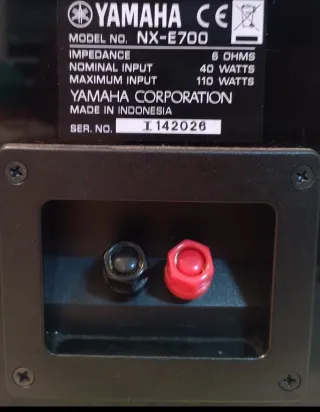 YAMAHA CE
MODEL NO. NX-E700
IMPEDANCE 6 OHMS
NOMINAL INPUT 40 WATTS
MAXIMUM INPUT 110 WATTS
YAMAHA CORPORATION
MADE IN INDONESIA
SER. NO. I142026